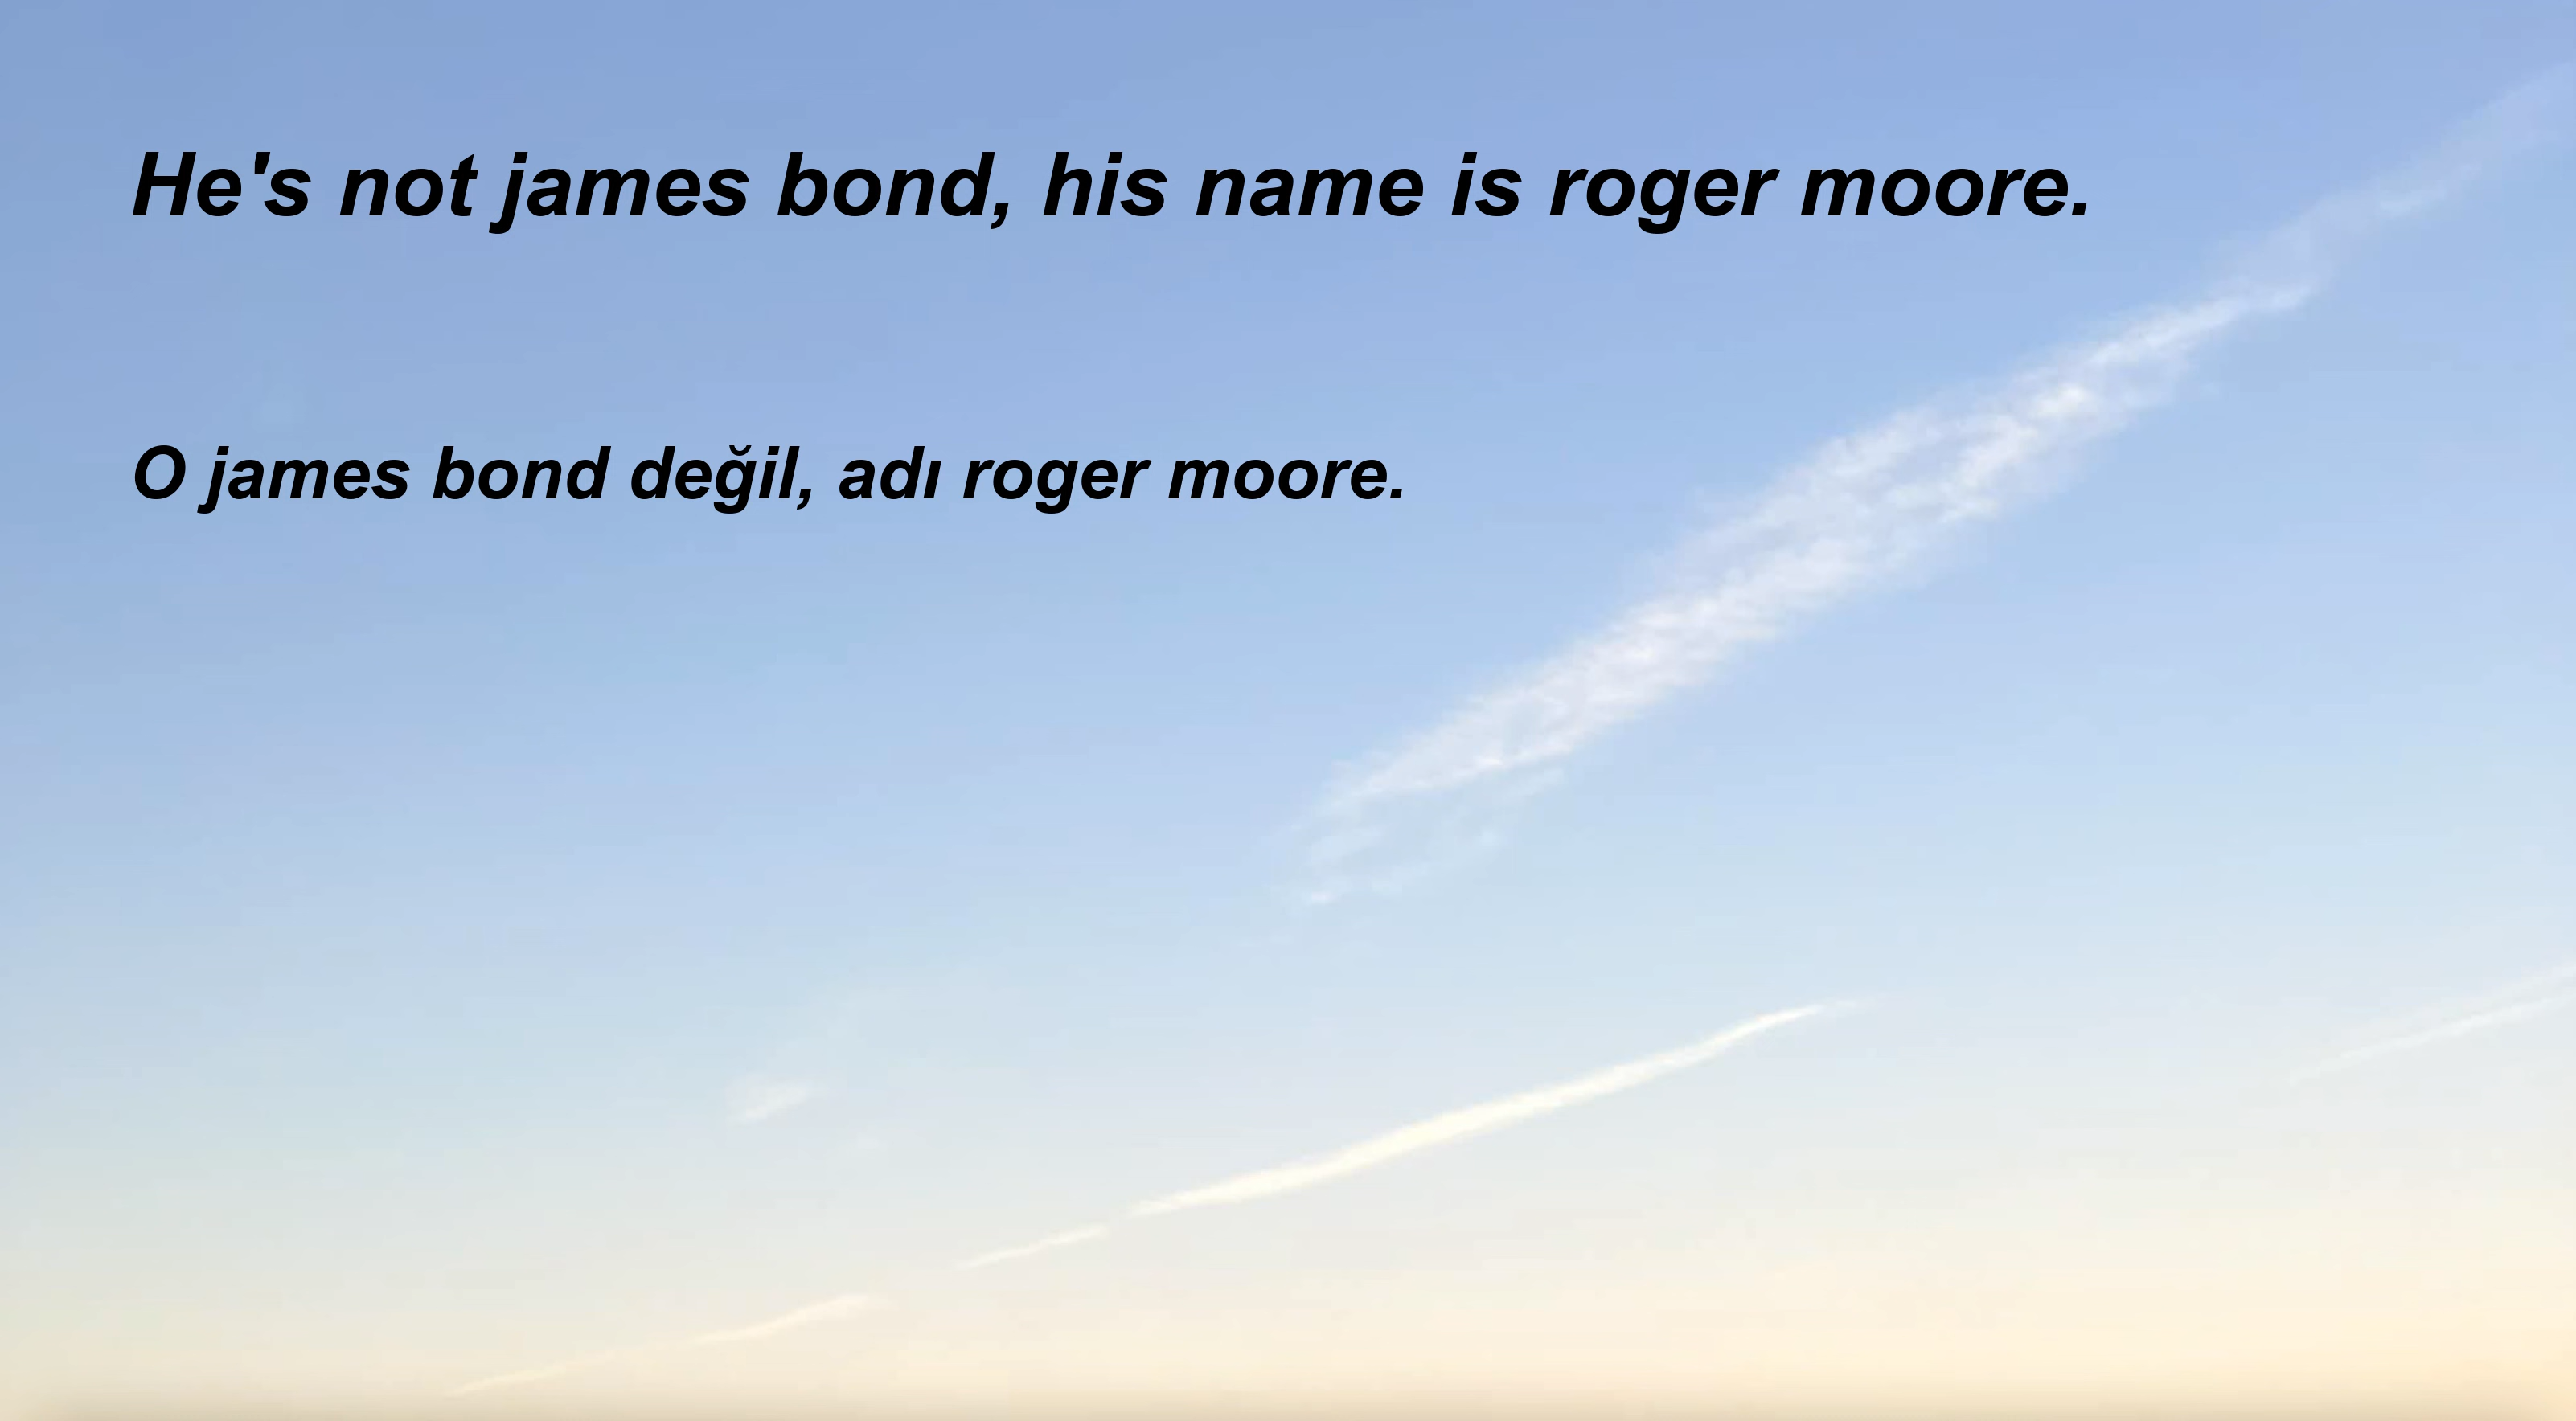 He's not james bond, his name is roger moore.
O james bond değil, adı roger moore.